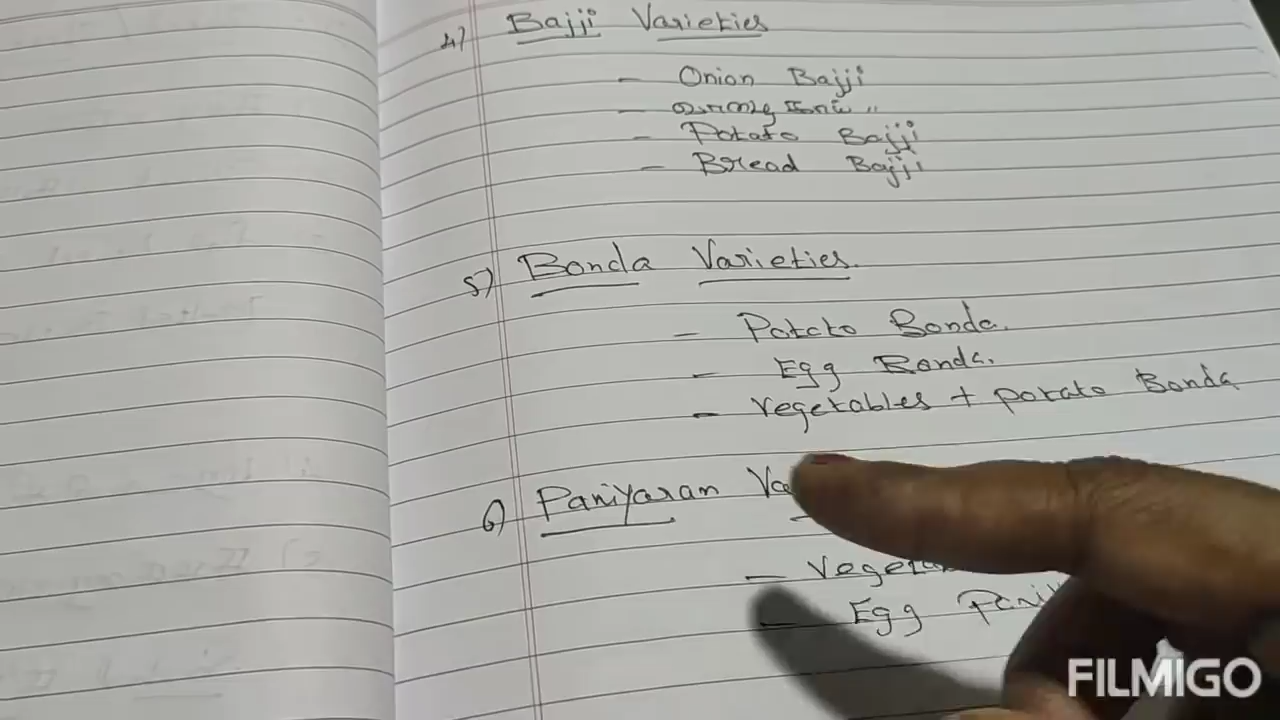 4) Bajji Varieties
- Onion Bajji
- வாழைக்காய் "
- Potato Bajji
- Bread Bajji
5) Bonda Varieties
- Potato Bonda.
- Egg Bonda.
- Vegetables + Potato Bonda
6) Paniyaran
-
- Egg
FILMIGO